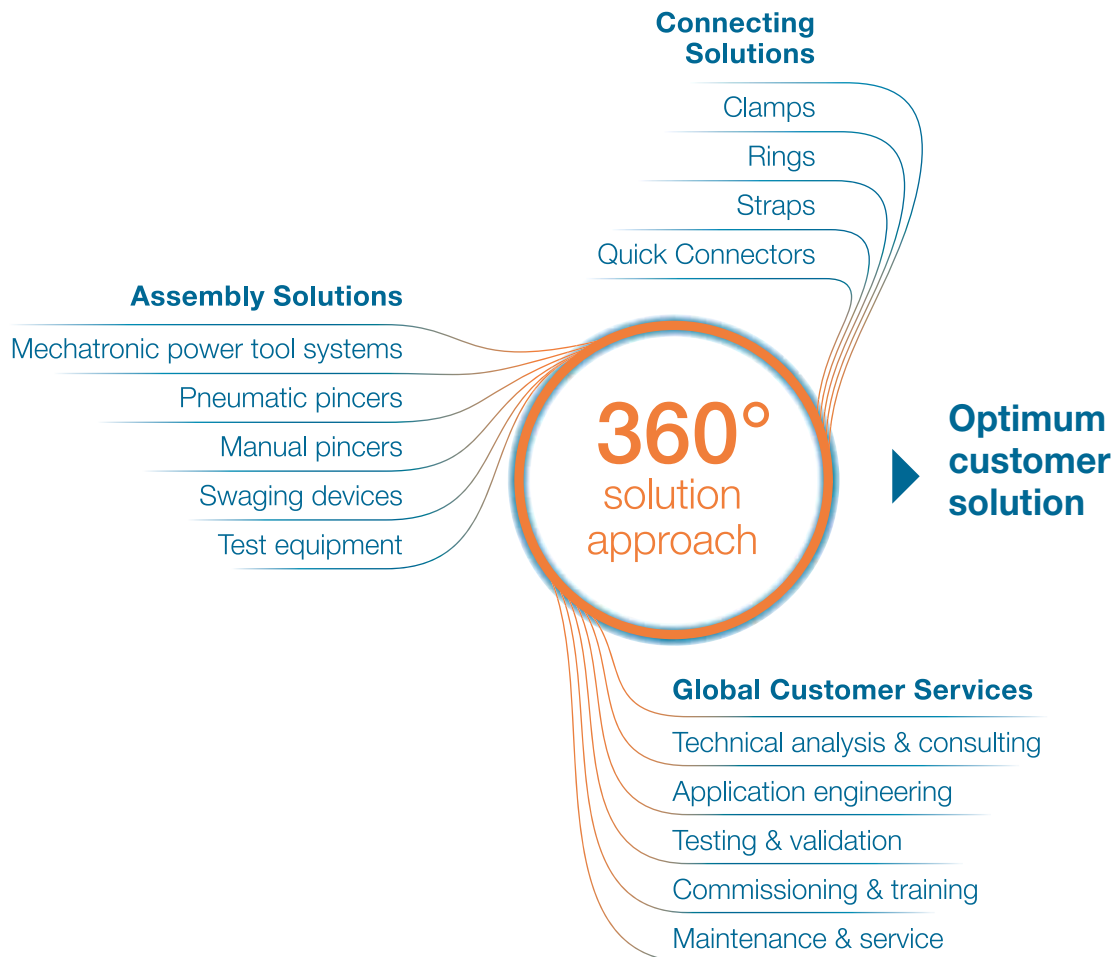 Connecting
Solutions
Clamps
Rings
Straps
Quick Connectors
Assembly Solutions
Mechatronic power tool systems
Pneumatic pincers
Manual pincers
Swaging devices
Test equipment
360°
solution
approach
Optimum
customer
solution
Global Customer Services
Technical analysis & consulting
Application engineering
Testing & validation
Commissioning & training
Maintenance & service